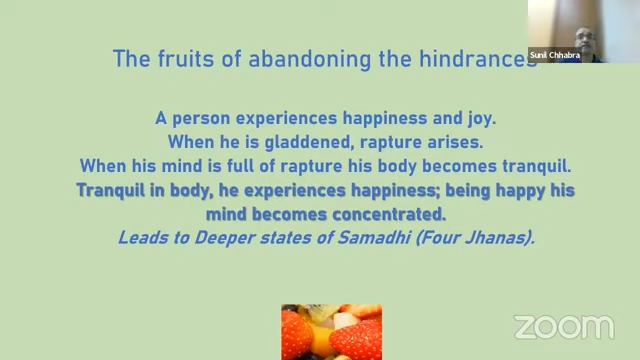 Sunil Chhabra
The fruits of abandoning the hindrances
A person experiences happiness and joy.
When he is gladdened, rapture arises.
When his mind is full of rapture his body becomes tranquil.
Tranquil in body, he experiences happiness; being happy his
mind becomes concentrated.
Leads to Deeper states of Samadhi (Four Jhanas).
zoom